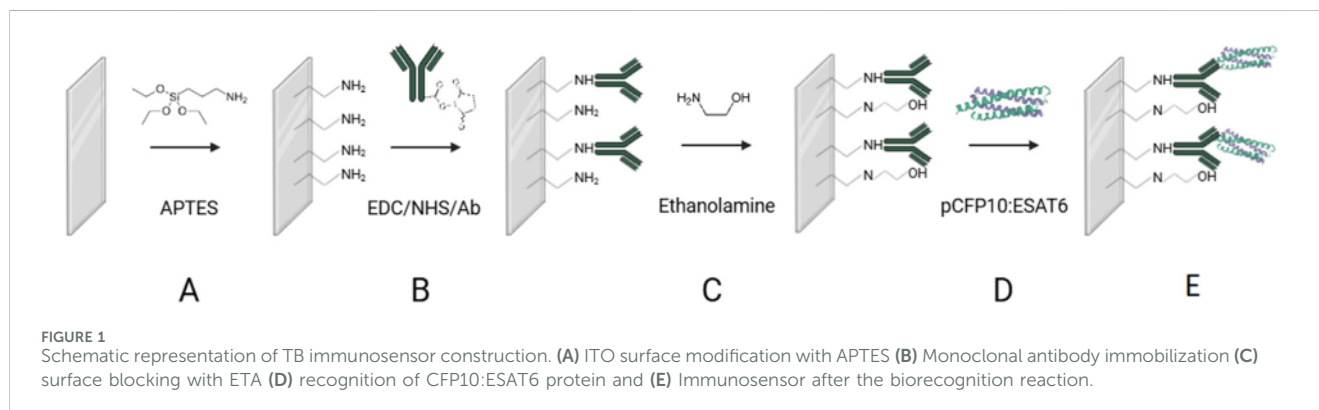 O
Si
NH₂
O
O
APTES
A
NH₂
NH₂
NH₂
NH₂
O
O
EDC/NHS/Ab
B
NH
NH₂
NH
NH₂
H₂N
OH
Ethanolamine
C
NH
N
OH
NH
N
OH
pCFP10:ESAT6
D
NH
N
OH
NH
N
OH
E
FIGURE 1
Schematic representation of TB immunosensor construction. (A) ITO surface modification with APTES (B) Monoclonal antibody immobilization (C)
surface blocking with ETA (D) recognition of CFP10:ESAT6 protein and (E) Immunosensor after the biorecognition reaction.